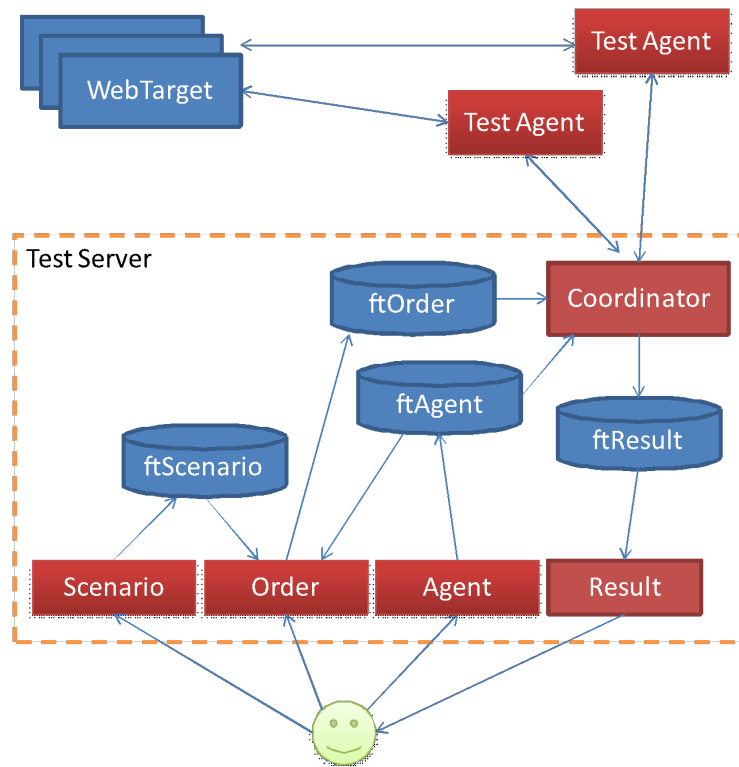 Test Agent
WebTarget
Test Agent
Test Server
ftOrder
Coordinator
ftAgent
ftResult
ftScenario
Scenario
Order
Agent
Result